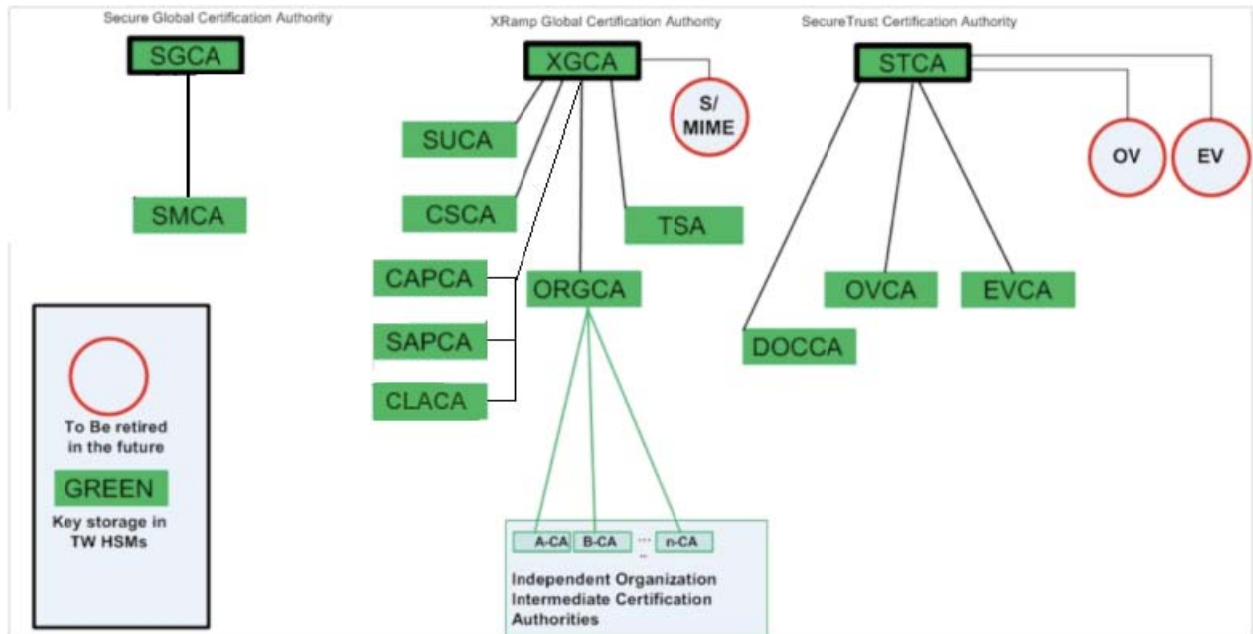 Secure Global Certification Authority
XRamp Global Certification Authority
SecureTrust Certification Authority
SGCA
XGCA
STCA
S/
MIME
SUCA
OV
EV
SMCA
CSCA
TSA
CAPCA
ORGCA
OVCA
EVCA
SAPCA
DOCCA
CLACA
To Be retired
in the future
GREEN
Key storage in
TW HSMs
A-CA
B-CA
...
..
n-CA
Independent Organization
Intermediate Certification
Authorities